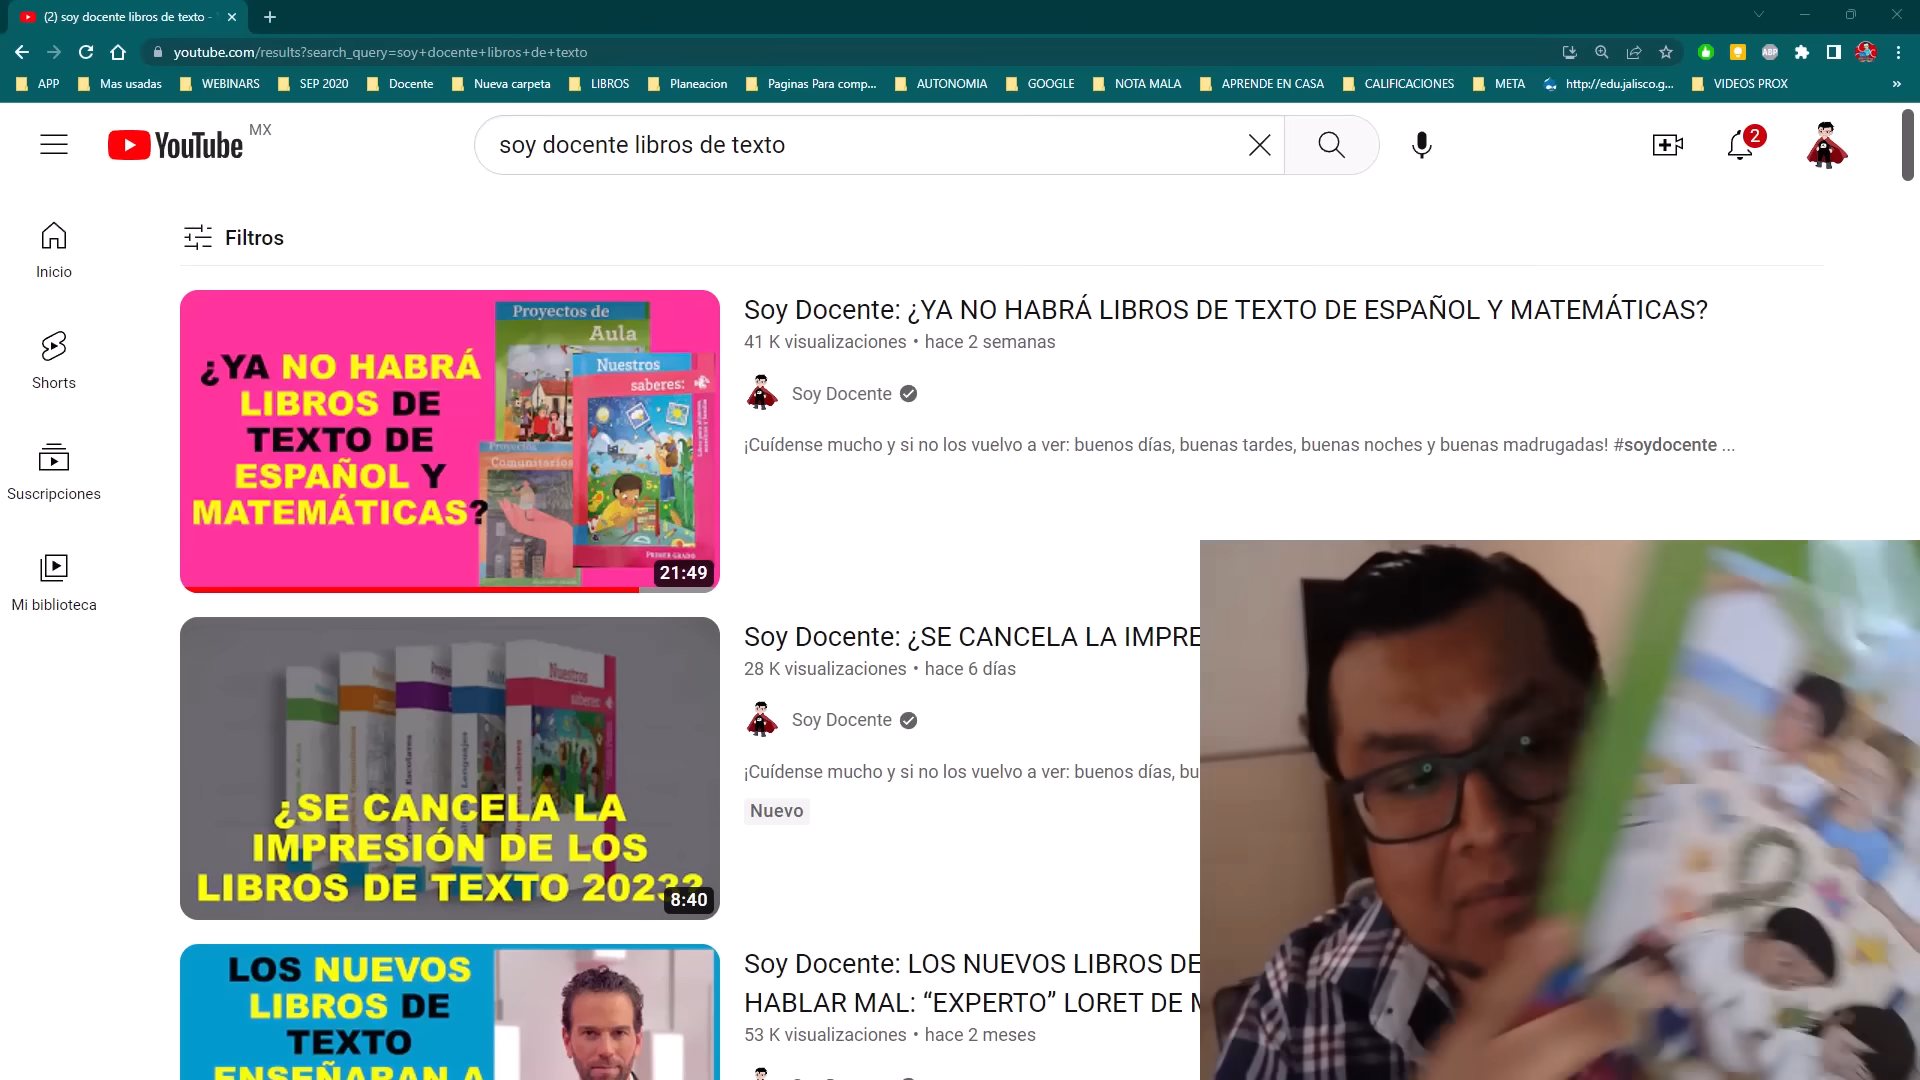 (2) soy docente libros de texto -
youtube.com/results?search_query=soy+docente+libros+de+texto
APP
Mas usadas
WEBINARS
SEP 2020
Docente
Nueva carpeta
LIBROS
Planeacion
Paginas Para comp...
AUTONOMIA
GOOGLE
NOTA MALA
APRENDE EN CASA
CALIFICACIONES
META
http://edu.jalisco.g...
VIDEOS PROX
»
YouTube MX
soy docente libros de texto
2
Inicio
Shorts
Suscripciones
Mi biblioteca
Filtros
¿YA NO HABRÁ
LIBROS DE
TEXTO DE
ESPAÑOL Y
MATEMÁTICAS?
Proyectos de
Aula
Nuestros
saberes:
Proyectos
Comunitarios
PRIMER GRADO
21:49
Soy Docente: ¿YA NO HABRÁ LIBROS DE TEXTO DE ESPAÑOL Y MATEMÁTICAS?
41 K visualizaciones • hace 2 semanas
Soy Docente
¡Cuídense mucho y si no los vuelvo a ver: buenos días, buenas tardes, buenas noches y buenas madrugadas! #soydocente ...
Nuestros
saberes
¿SE CANCELA LA
IMPRESIÓN DE LOS
LIBROS DE TEXTO 2023?
8:40
Soy Docente: ¿SE CANCELA LA IMPRE
28 K visualizaciones • hace 6 días
Soy Docente
¡Cuídense mucho y si no los vuelvo a ver: buenos días, bu
Nuevo
LOS NUEVOS
LIBROS DE
TEXTO
ENSEÑARAN A
Soy Docente: LOS NUEVOS LIBROS DE
HABLAR MAL: “EXPERTO” LORET DE M
53 K visualizaciones • hace 2 meses